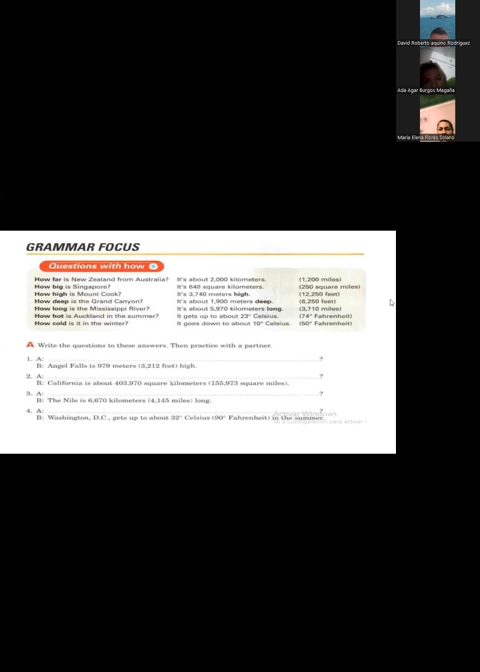 David Roberto aquino Rodriguez
Ada Agar Burgos Magaña
Maria Elena Flores Solano
GRAMMAR FOCUS
Questions with how
How far is New Zealand from Australia? It's about 2,000 kilometers. (1,200 miles)
How big is Singapore? It's 648 square kilometers. (250 square miles)
How high is Mount Cook? It's 3,740 meters high. (12,250 feet)
How deep is the Grand Canyon? It's about 1,900 meters deep. (6,250 feet)
How long is the Mississippi River? It's about 5,970 kilometers long. (3,710 miles)
How hot is Auckland in the summer? It gets up to about 23° Celsius. (74° Fahrenheit)
How cold is it in the winter? It goes down to about 10° Celsius. (50° Fahrenheit)
A Write the questions to these answers. Then practice with a partner.
1. A: ?
B: Angel Falls is 979 meters (3,212 feet) high.
2. A: ?
B: California is about 403,970 square kilometers (155,973 square miles).
3. A: ?
B: The Nile is 6,670 kilometers (4,145 miles) long.
4. A: ?
Activar Windows
B: Washington, D.C., gets up to about 32° Celsius (90° Fahrenheit) in the summer.
Ve a Configuración para activar